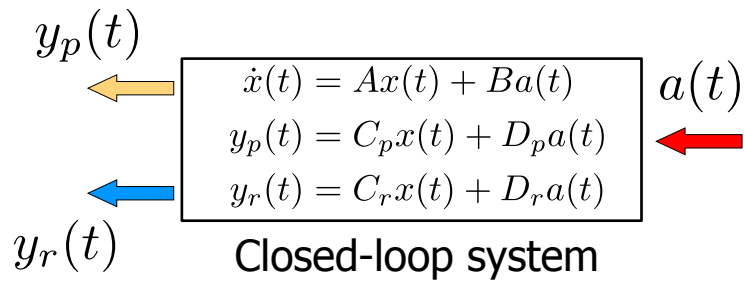 y_p(t)
ẋ(t) = Ax(t) + Ba(t)
a(t)
y_p(t) = C_p x(t) + D_p a(t)
y_r(t) = C_r x(t) + D_r a(t)
y_r(t)
Closed-loop system